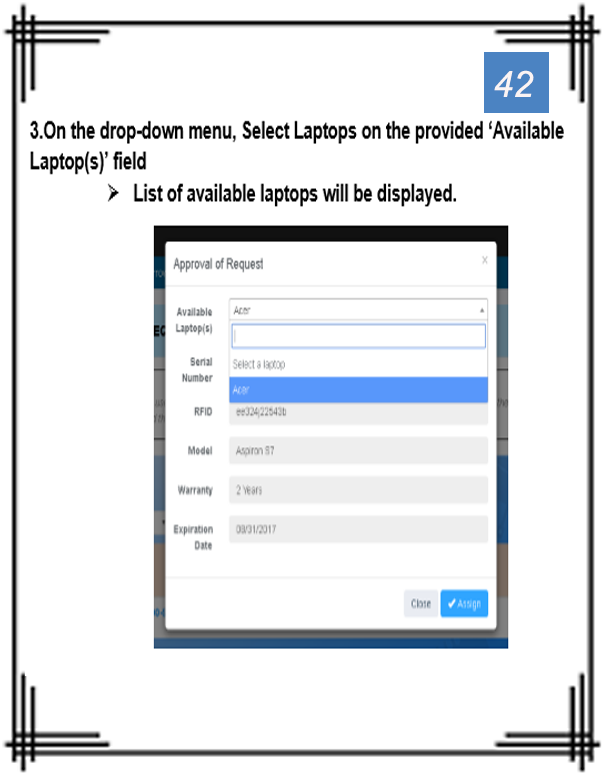 42
3.On the drop-down menu, Select Laptops on the provided ‘Available
Laptop(s)’ field
➢ List of available laptops will be displayed.
Approval of Request
x
Available
Laptop(s)
Acer
Select a laptop
Acer
Serial
Number
RFID
ee324j22543b
Model
Aspiron S7
Warranty
2 Years
Expiration
Date
08/31/2017
Close
✔ Assign